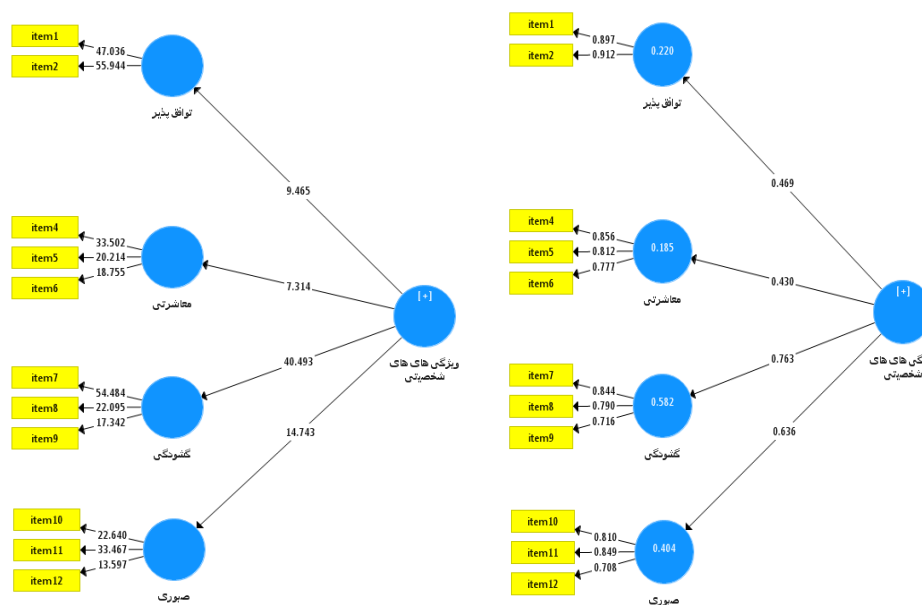 item1
47.036
item2
55.944
توافق پذیر
9.465
item4
33.502
item5
20.214
item6
18.755
معاشرتی
7.314
[+]
ویژگی های های
شخصیتی
item7
54.484
item8
22.095
item9
17.342
گشودگی
40.493
14.743
item10
22.640
item11
33.467
item12
13.597
صبوری
item1
0.897
item2
0.912
0.220
توافق پذیر
0.469
item4
0.856
item5
0.812
item6
0.777
0.185
معاشرتی
0.430
[+]
گی های های
شخصیتی
item7
0.844
item8
0.790
item9
0.716
0.582
گشودگی
0.763
0.636
item10
0.810
item11
0.849
item12
0.708
0.404
صبوری